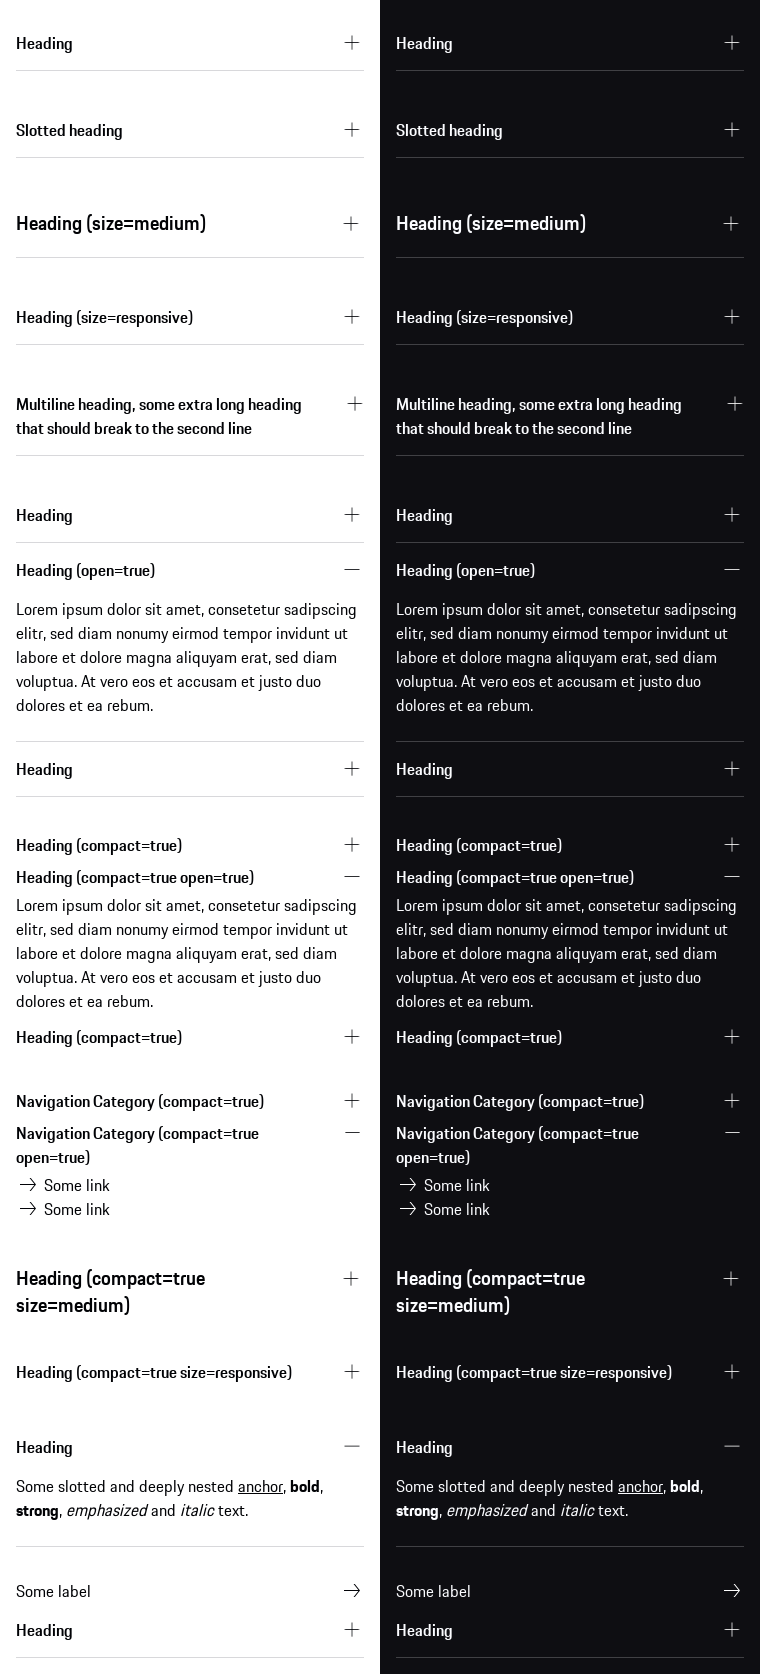 Heading
Slotted heading
Heading (size=medium)
Heading (size=responsive)
Multiline heading, some extra long heading
that should break to the second line
Heading
Heading (open=true)
Lorem ipsum dolor sit amet, consetetur sadipscing
elitr, sed diam nonumy eirmod tempor invidunt ut
labore et dolore magna aliquyam erat, sed diam
voluptua. At vero eos et accusam et justo duo
dolores et ea rebum.
Heading
Heading (compact=true)
Heading (compact=true open=true)
Lorem ipsum dolor sit amet, consetetur sadipscing
elitr, sed diam nonumy eirmod tempor invidunt ut
labore et dolore magna aliquyam erat, sed diam
voluptua. At vero eos et accusam et justo duo
dolores et ea rebum.
Heading (compact=true)
Navigation Category (compact=true)
Navigation Category (compact=true
open=true)
Some link
Some link
Heading (compact=true
size=medium)
Heading (compact=true size=responsive)
Heading
Some slotted and deeply nested anchor, bold,
strong, emphasized and italic text.
Some label
Heading
Heading
Slotted heading
Heading (size=medium)
Heading (size=responsive)
Multiline heading, some extra long heading
that should break to the second line
Heading
Heading (open=true)
Lorem ipsum dolor sit amet, consetetur sadipscing
elitr, sed diam nonumy eirmod tempor invidunt ut
labore et dolore magna aliquyam erat, sed diam
voluptua. At vero eos et accusam et justo duo
dolores et ea rebum.
Heading
Heading (compact=true)
Heading (compact=true open=true)
Lorem ipsum dolor sit amet, consetetur sadipscing
elitr, sed diam nonumy eirmod tempor invidunt ut
labore et dolore magna aliquyam erat, sed diam
voluptua. At vero eos et accusam et justo duo
dolores et ea rebum.
Heading (compact=true)
Navigation Category (compact=true)
Navigation Category (compact=true
open=true)
Some link
Some link
Heading (compact=true
size=medium)
Heading (compact=true size=responsive)
Heading
Some slotted and deeply nested anchor, bold,
strong, emphasized and italic text.
Some label
Heading